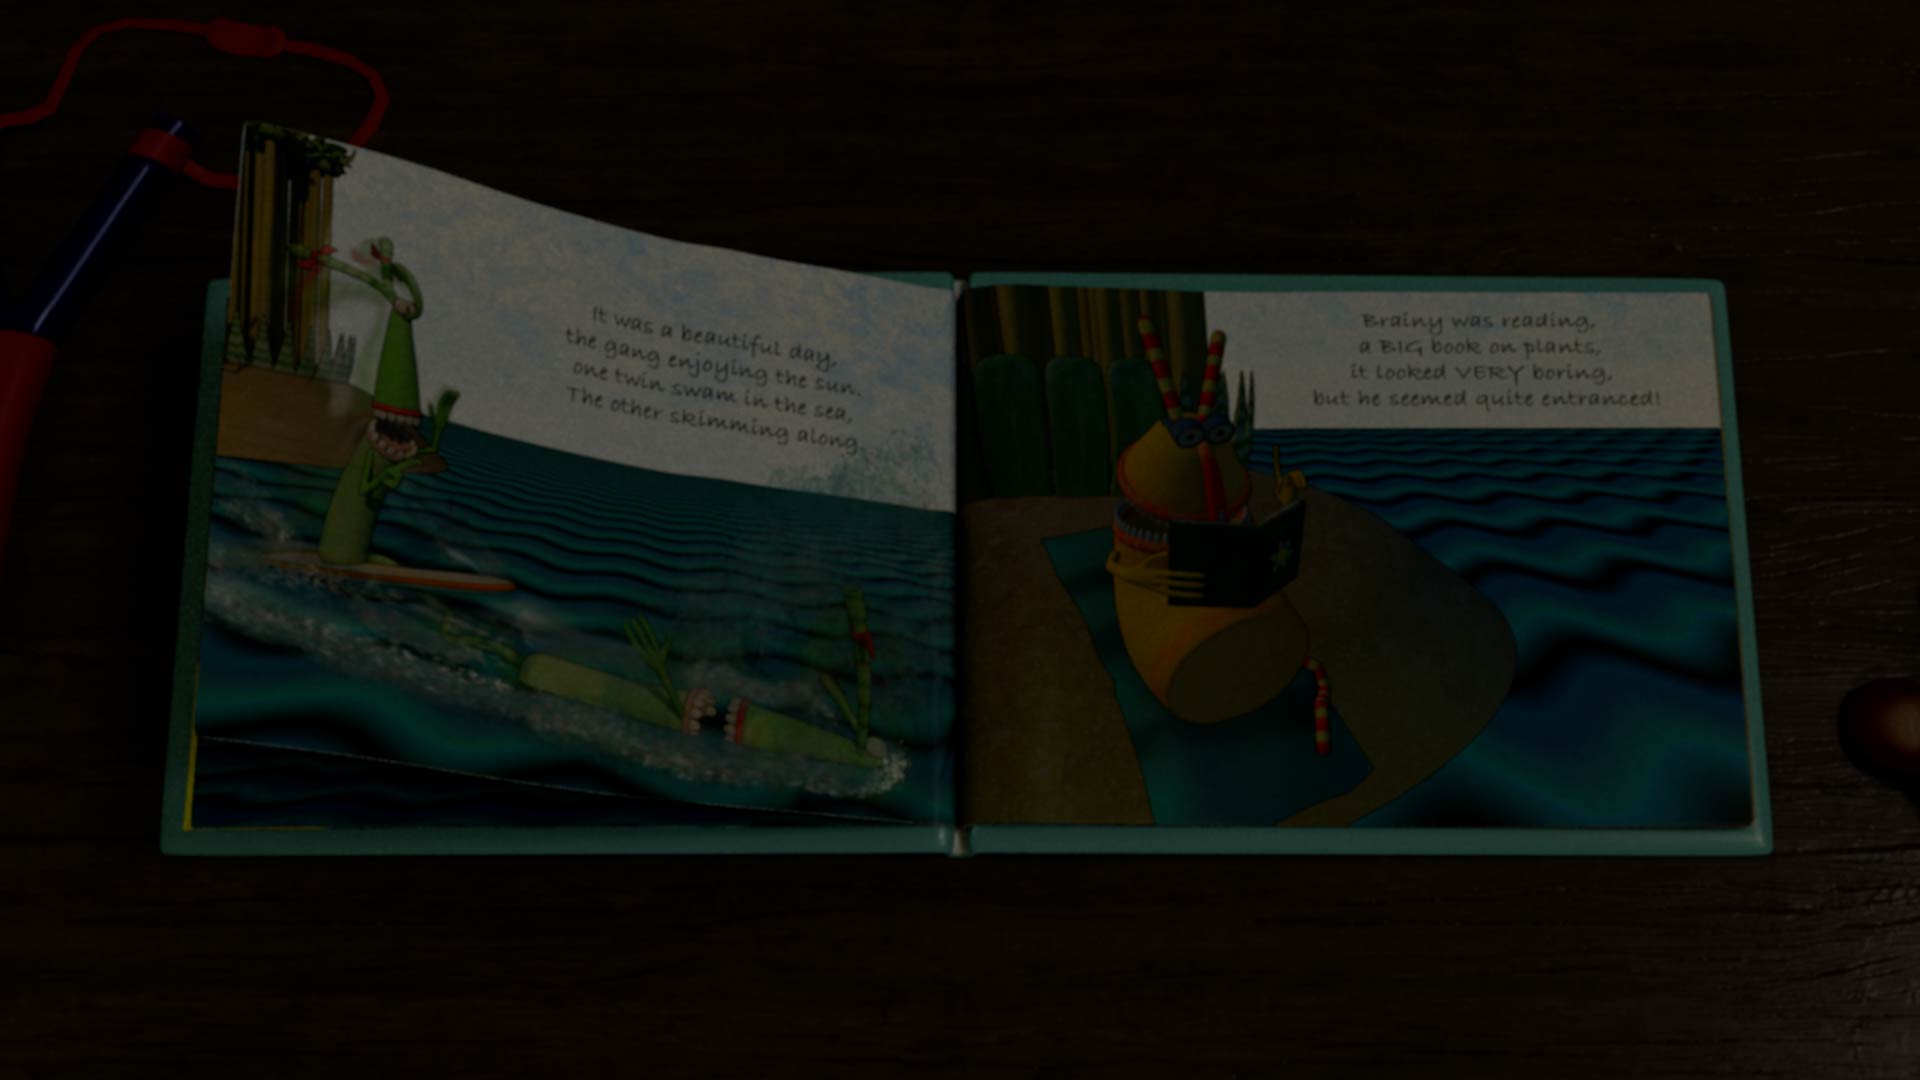 It was a beautiful day,
the gang enjoying the sun.
one twin swam in the sea,
The other skimming along
Brainy was reading,
a BIG book on plants,
it looked VERY boring,
but he seemed quite entranced!